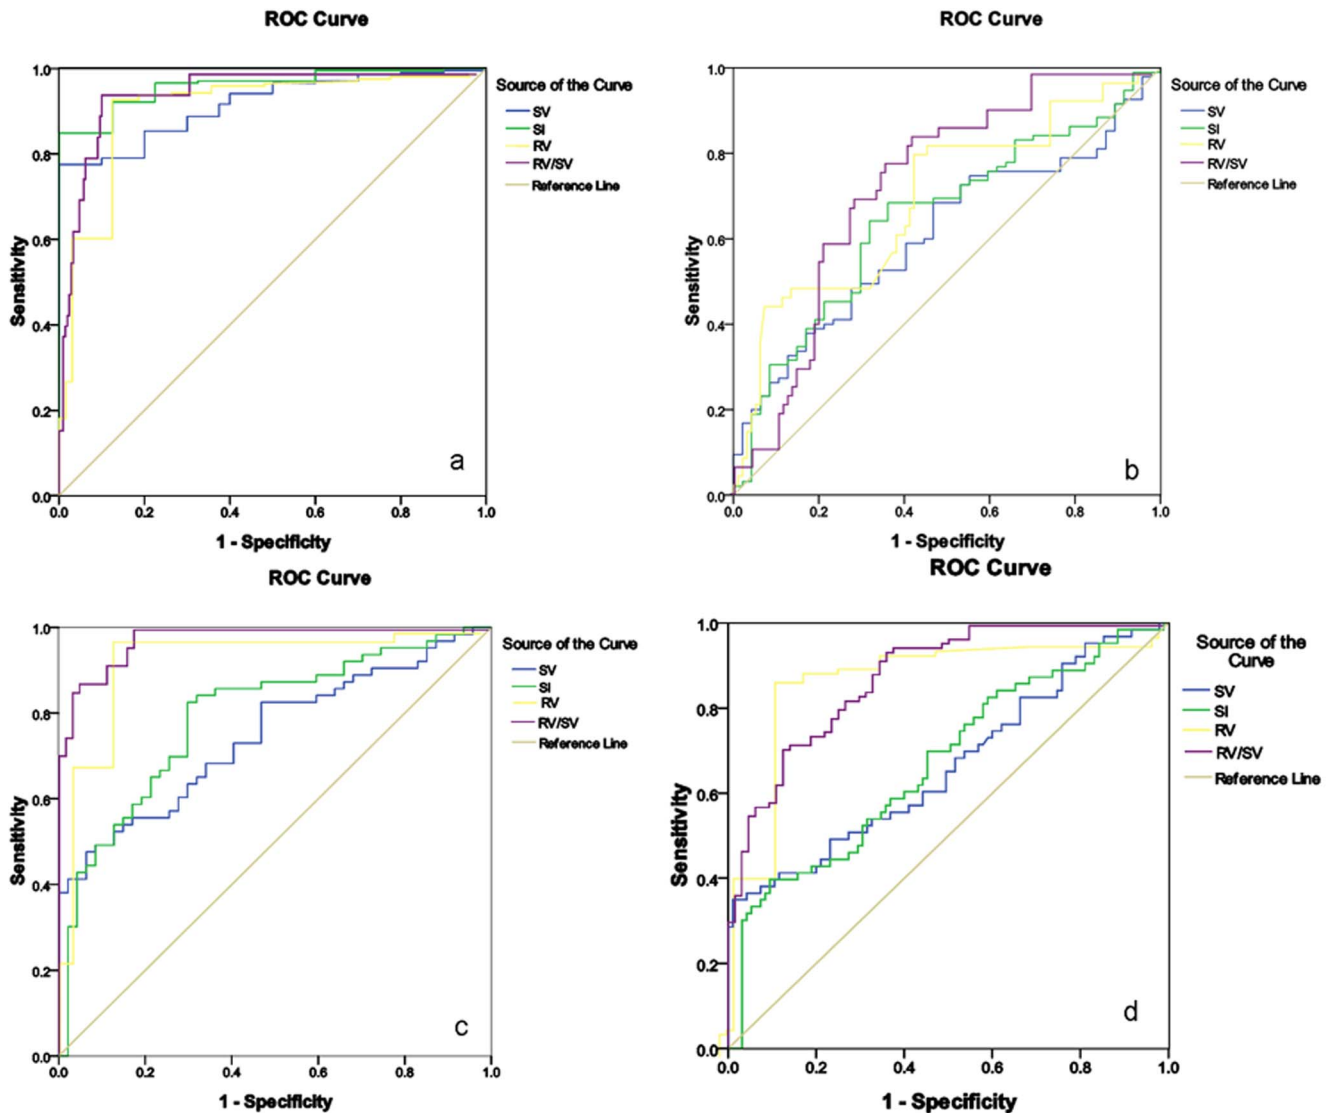 ROC Curve
1.0
0.8
0.6
0.4
0.2
0.0
Sensitivity
0.0 0.2 0.4 0.6 0.8 1.0
1 - Specificity
Source of the Curve
SV
SI
RV
RV/SV
Reference Line
a
ROC Curve
1.0
0.8
0.6
0.4
0.2
0.0
Sensitivity
0.0 0.2 0.4 0.6 0.8 1.0
1 - Specificity
Source of the Curve
SV
SI
RV
RV/SV
Reference Line
b
ROC Curve
1.0
0.8
0.6
0.4
0.2
0.0
Sensitivity
0.0 0.2 0.4 0.6 0.8 1.0
1 - Specificity
Source of the Curve
SV
SI
RV
RV/SV
Reference Line
c
ROC Curve
1.0
0.8
0.6
0.4
0.2
0.0
Sensitivity
0.0 0.2 0.4 0.6 0.8 1.0
1 - Specificity
Source of the
Curve
SV
SI
RV
RV/SV
Reference Line
d